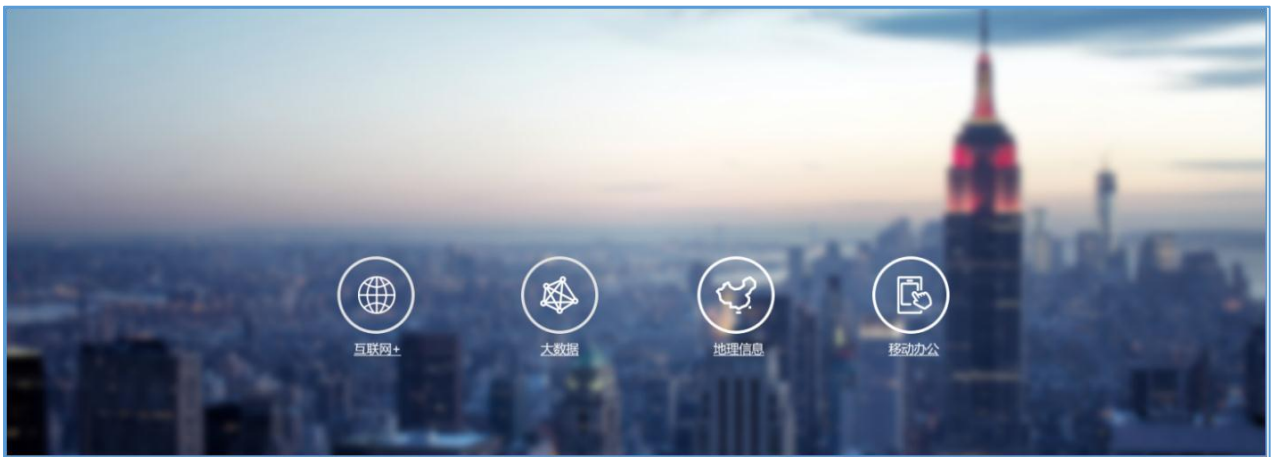 互联网+
大数据
地理信息
移动办公